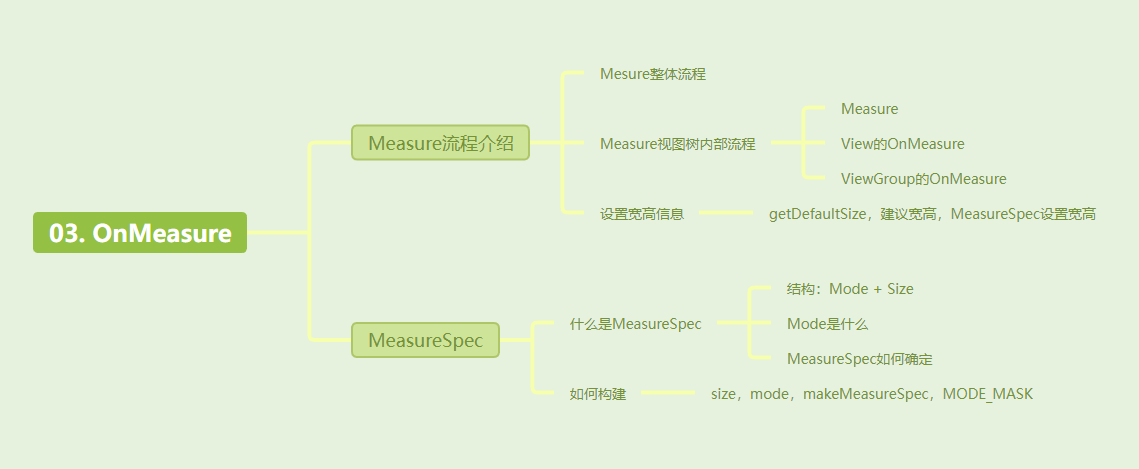 03. OnMeasure
Measure流程介绍
Mesure整体流程
Measure视图树内部流程
Measure
View的OnMeasure
ViewGroup的OnMeasure
设置宽高信息
getDefaultSize，建议宽高，MeasureSpec设置宽高
MeasureSpec
什么是MeasureSpec
结构：Mode + Size
Mode是什么
MeasureSpec如何确定
如何构建
size，mode，makeMeasureSpec，MODE_MASK